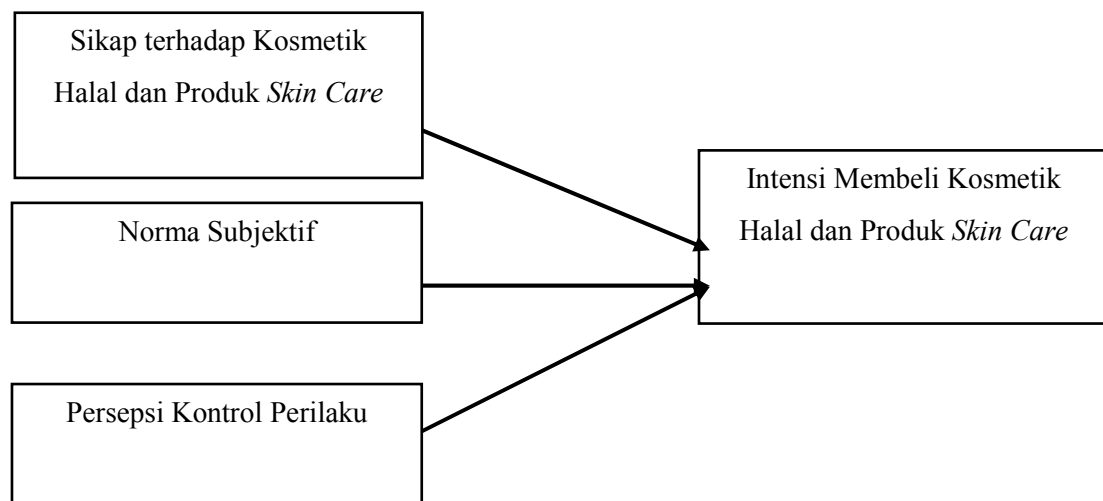 Sikap terhadap Kosmetik
Halal dan Produk Skin Care
Norma Subjektif
Persepsi Kontrol Perilaku
Intensi Membeli Kosmetik
Halal dan Produk Skin Care